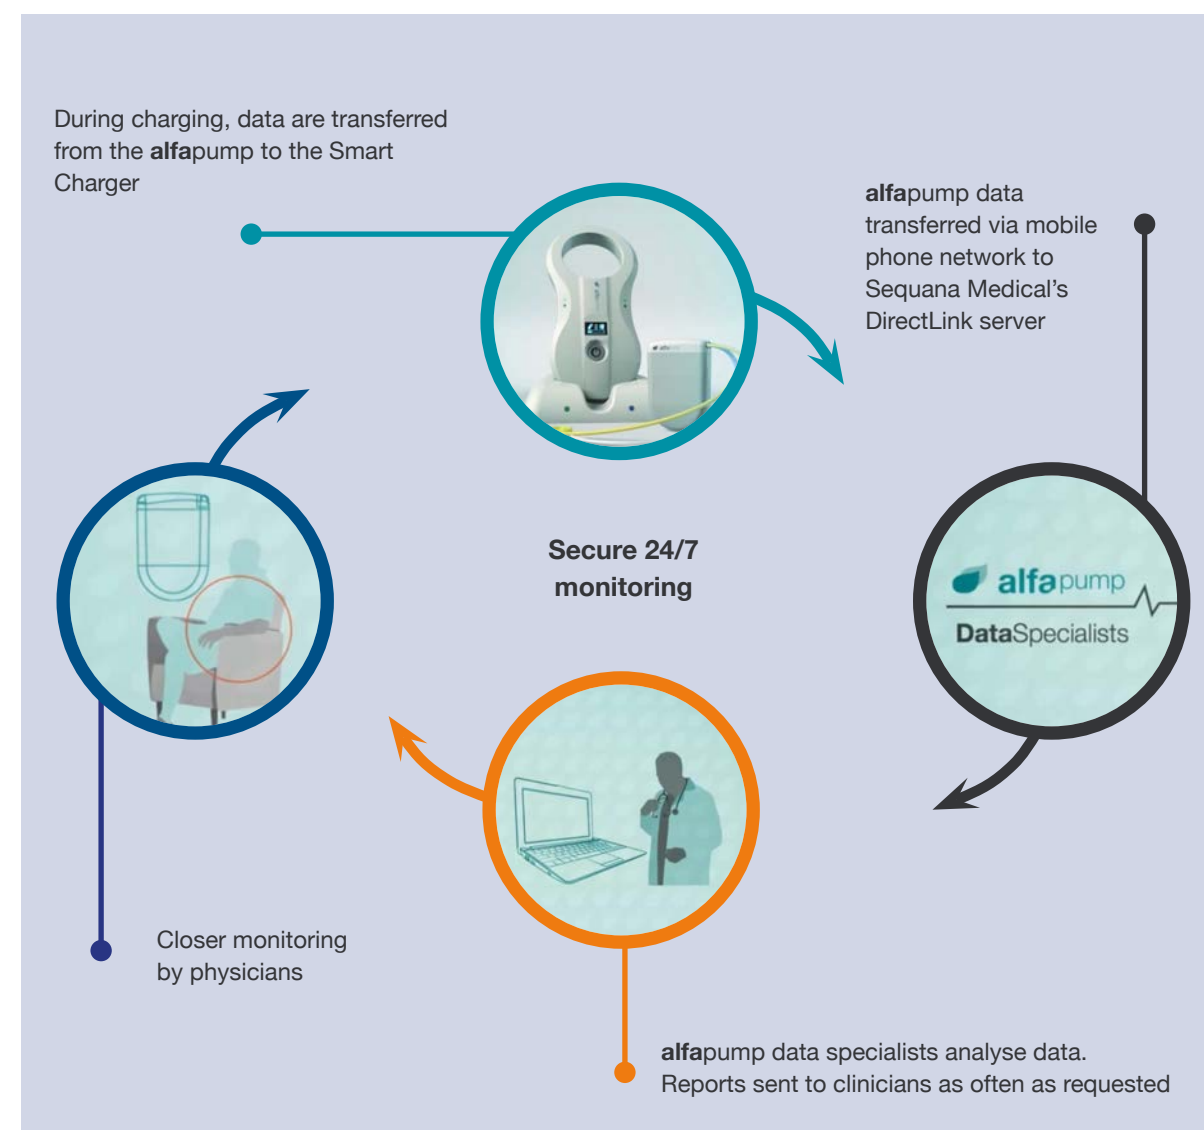 During charging, data are transferred
from the alfapump to the Smart
Charger
alfapump data
transferred via mobile
phone network to
Sequana Medical's
DirectLink server
Secure 24/7
monitoring
alfapump
DataSpecialists
Closer monitoring
by physicians
alfapump data specialists analyse data.
Reports sent to clinicians as often as requested